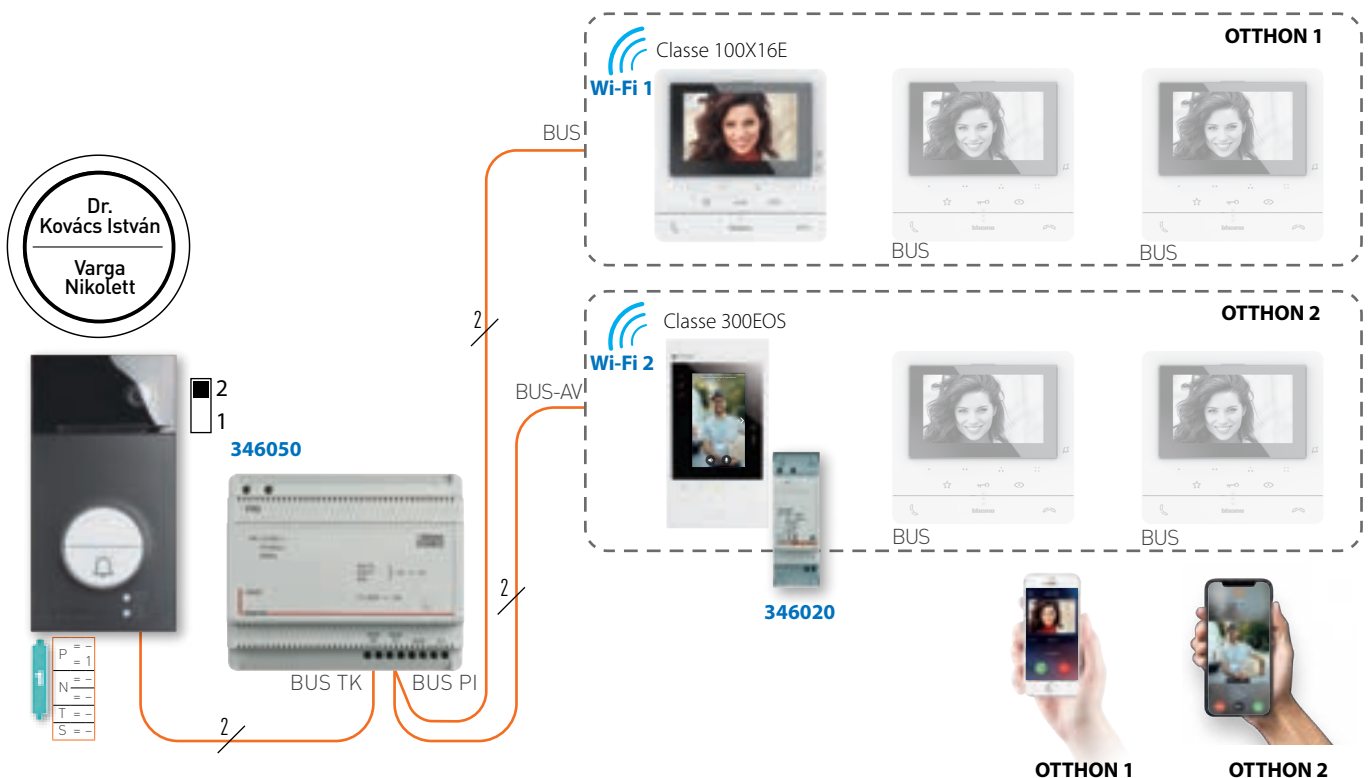 Classe 100X16E
OTTHON 1
Wi-Fi 1
BUS
BUS
BUS
Dr.
Kovács István
Varga
Nikolett
2
1
346050
2
Classe 300EOS
OTTHON 2
Wi-Fi 2
BUS-AV
BUS
BUS
2
346020
BUS TK
BUS PI
P = –
= 1
N = –
= –
T = –
S = –
2
OTTHON 1
OTTHON 2